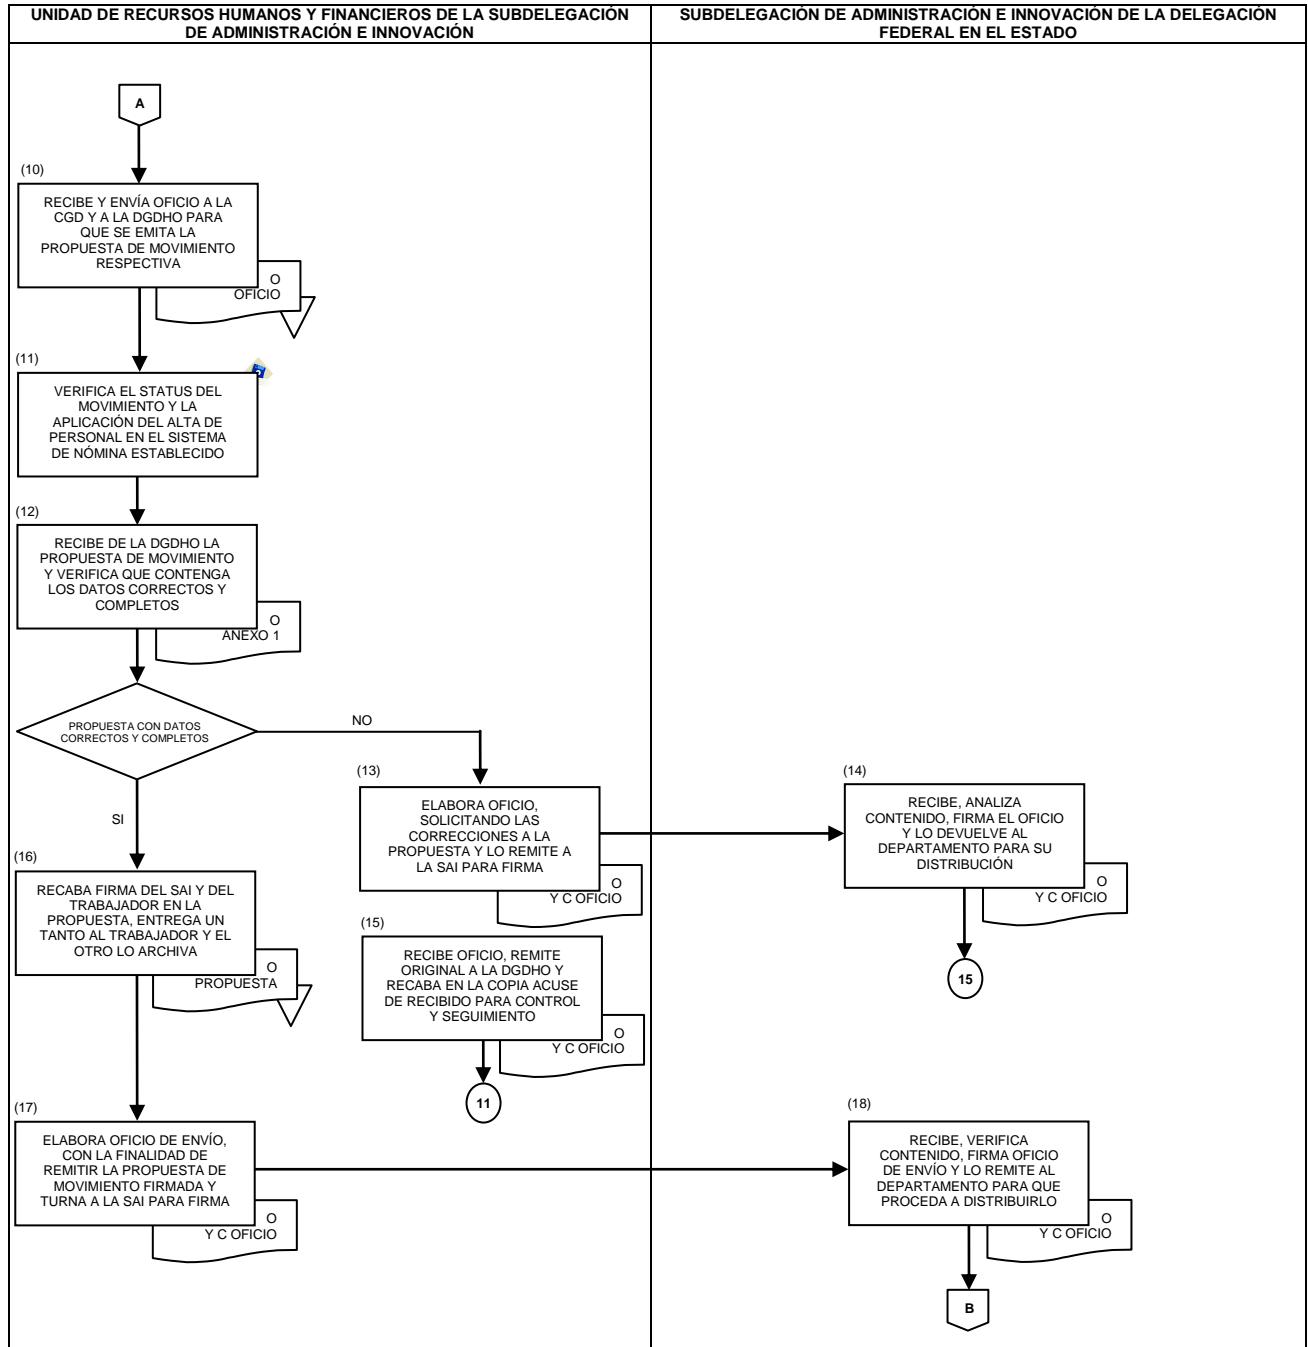 UNIDAD DE RECURSOS HUMANOS Y FINANCIEROS DE LA SUBDELEGACIÓN
DE ADMINISTRACIÓN E INNOVACIÓN
SUBDELEGACIÓN DE ADMINISTRACIÓN E INNOVACIÓN DE LA DELEGACIÓN
FEDERAL EN EL ESTADO
A
(10)
RECIBE Y ENVÍA OFICIO A LA
CGD Y A LA DGDHO PARA
QUE SE EMITA LA
PROPUESTA DE MOVIMIENTO
RESPECTIVA
O
OFICIO
(11)
VERIFICA EL STATUS DEL
MOVIMIENTO Y LA
APLICACIÓN DEL ALTA DE
PERSONAL EN EL SISTEMA
DE NÓMINA ESTABLECIDO
(12)
RECIBE DE LA DGDHO LA
PROPUESTA DE MOVIMIENTO
Y VERIFICA QUE CONTENGA
LOS DATOS CORRECTOS Y
COMPLETOS
O
ANEXO 1
PROPUESTA CON DATOS
CORRECTOS Y COMPLETOS
NO
SI
(13)
ELABORA OFICIO,
SOLICITANDO LAS
CORRECCIONES A LA
PROPUESTA Y LO REMITE A
LA SAI PARA FIRMA
O
Y C OFICIO
(14)
RECIBE, ANALIZA
CONTENIDO, FIRMA EL OFICIO
Y LO DEVUELVE AL
DEPARTAMENTO PARA SU
DISTRIBUCIÓN
O
Y C OFICIO
15
(15)
RECIBE OFICIO, REMITE
ORIGINAL A LA DGDHO Y
RECABA EN LA COPIA ACUSE
DE RECIBIDO PARA CONTROL
Y SEGUIMIENTO
O
Y C OFICIO
11
(16)
RECABA FIRMA DEL SAI Y DEL
TRABAJADOR EN LA
PROPUESTA, ENTREGA UN
TANTO AL TRABAJADOR Y EL
OTRO LO ARCHIVA
O
PROPUESTA
(17)
ELABORA OFICIO DE ENVÍO,
CON LA FINALIDAD DE
REMITIR LA PROPUESTA DE
MOVIMIENTO FIRMADA Y
TURNA A LA SAI PARA FIRMA
O
Y C OFICIO
(18)
RECIBE, VERIFICA
CONTENIDO, FIRMA OFICIO
DE ENVÍO Y LO REMITE AL
DEPARTAMENTO PARA QUE
PROCEDA A DISTRIBUIRLO
O
Y C OFICIO
B